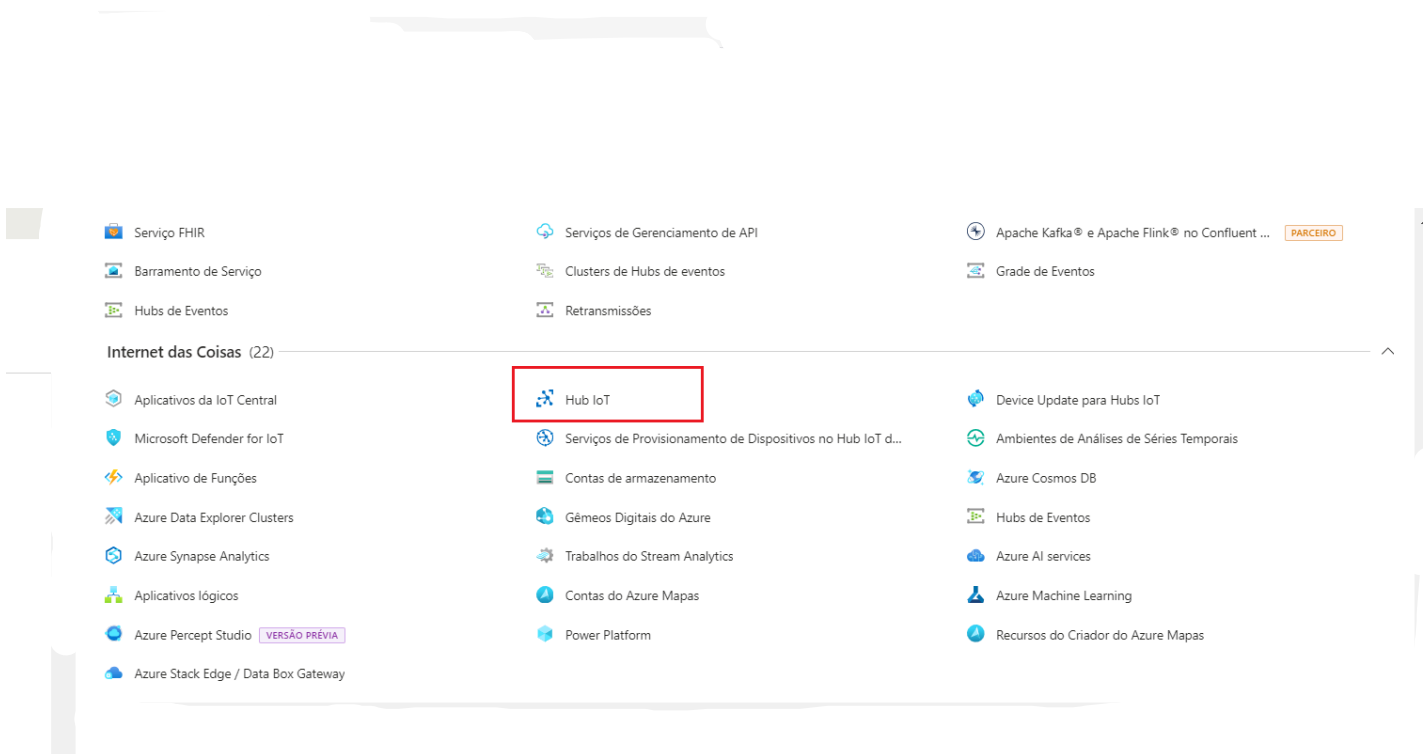 Serviço FHIR
Serviços de Gerenciamento de API
Apache Kafka® e Apache Flink® no Confluent ... PARCEIRO
Barramento de Serviço
Clusters de Hubs de eventos
Grade de Eventos
Hubs de Eventos
Retransmissões
Internet das Coisas (22)
Aplicativos da IoT Central
Hub IoT
Device Update para Hubs IoT
Microsoft Defender for IoT
Serviços de Provisionamento de Dispositivos no Hub IoT d...
Ambientes de Análises de Séries Temporais
Aplicativo de Funções
Contas de armazenamento
Azure Cosmos DB
Azure Data Explorer Clusters
Gêmeos Digitais do Azure
Hubs de Eventos
Azure Synapse Analytics
Trabalhos do Stream Analytics
Azure AI services
Aplicativos lógicos
Contas do Azure Mapas
Azure Machine Learning
Azure Percept Studio VERSÃO PRÉVIA
Power Platform
Recursos do Criador do Azure Mapas
Azure Stack Edge / Data Box Gateway